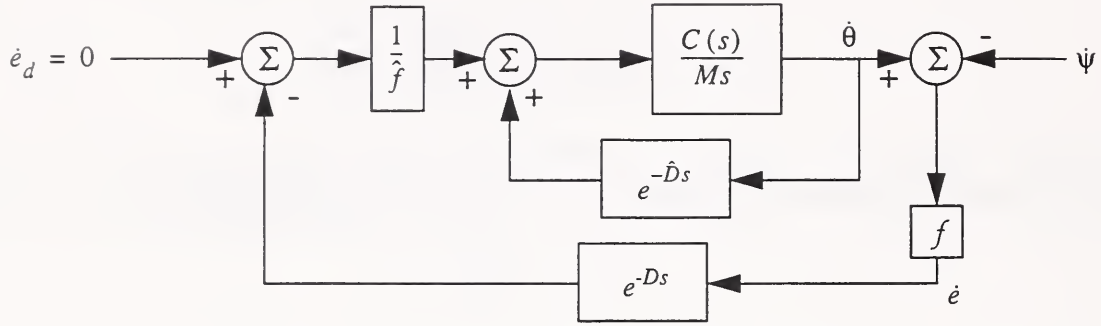 ė_d = 0
+
Σ
-
1
f̂
+
Σ
+
C (s)
Ms
θ̇
+
Σ
-
ψ̇
e^{-D̂s}
f
e^{-Ds}
ė